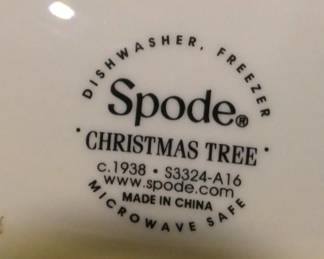 DISHWASHER, FREEZER
Spode®
• CHRISTMAS TREE •
c.1938 • S3324-A16
www.spode.com
MADE IN CHINA
MICROWAVE SAFE